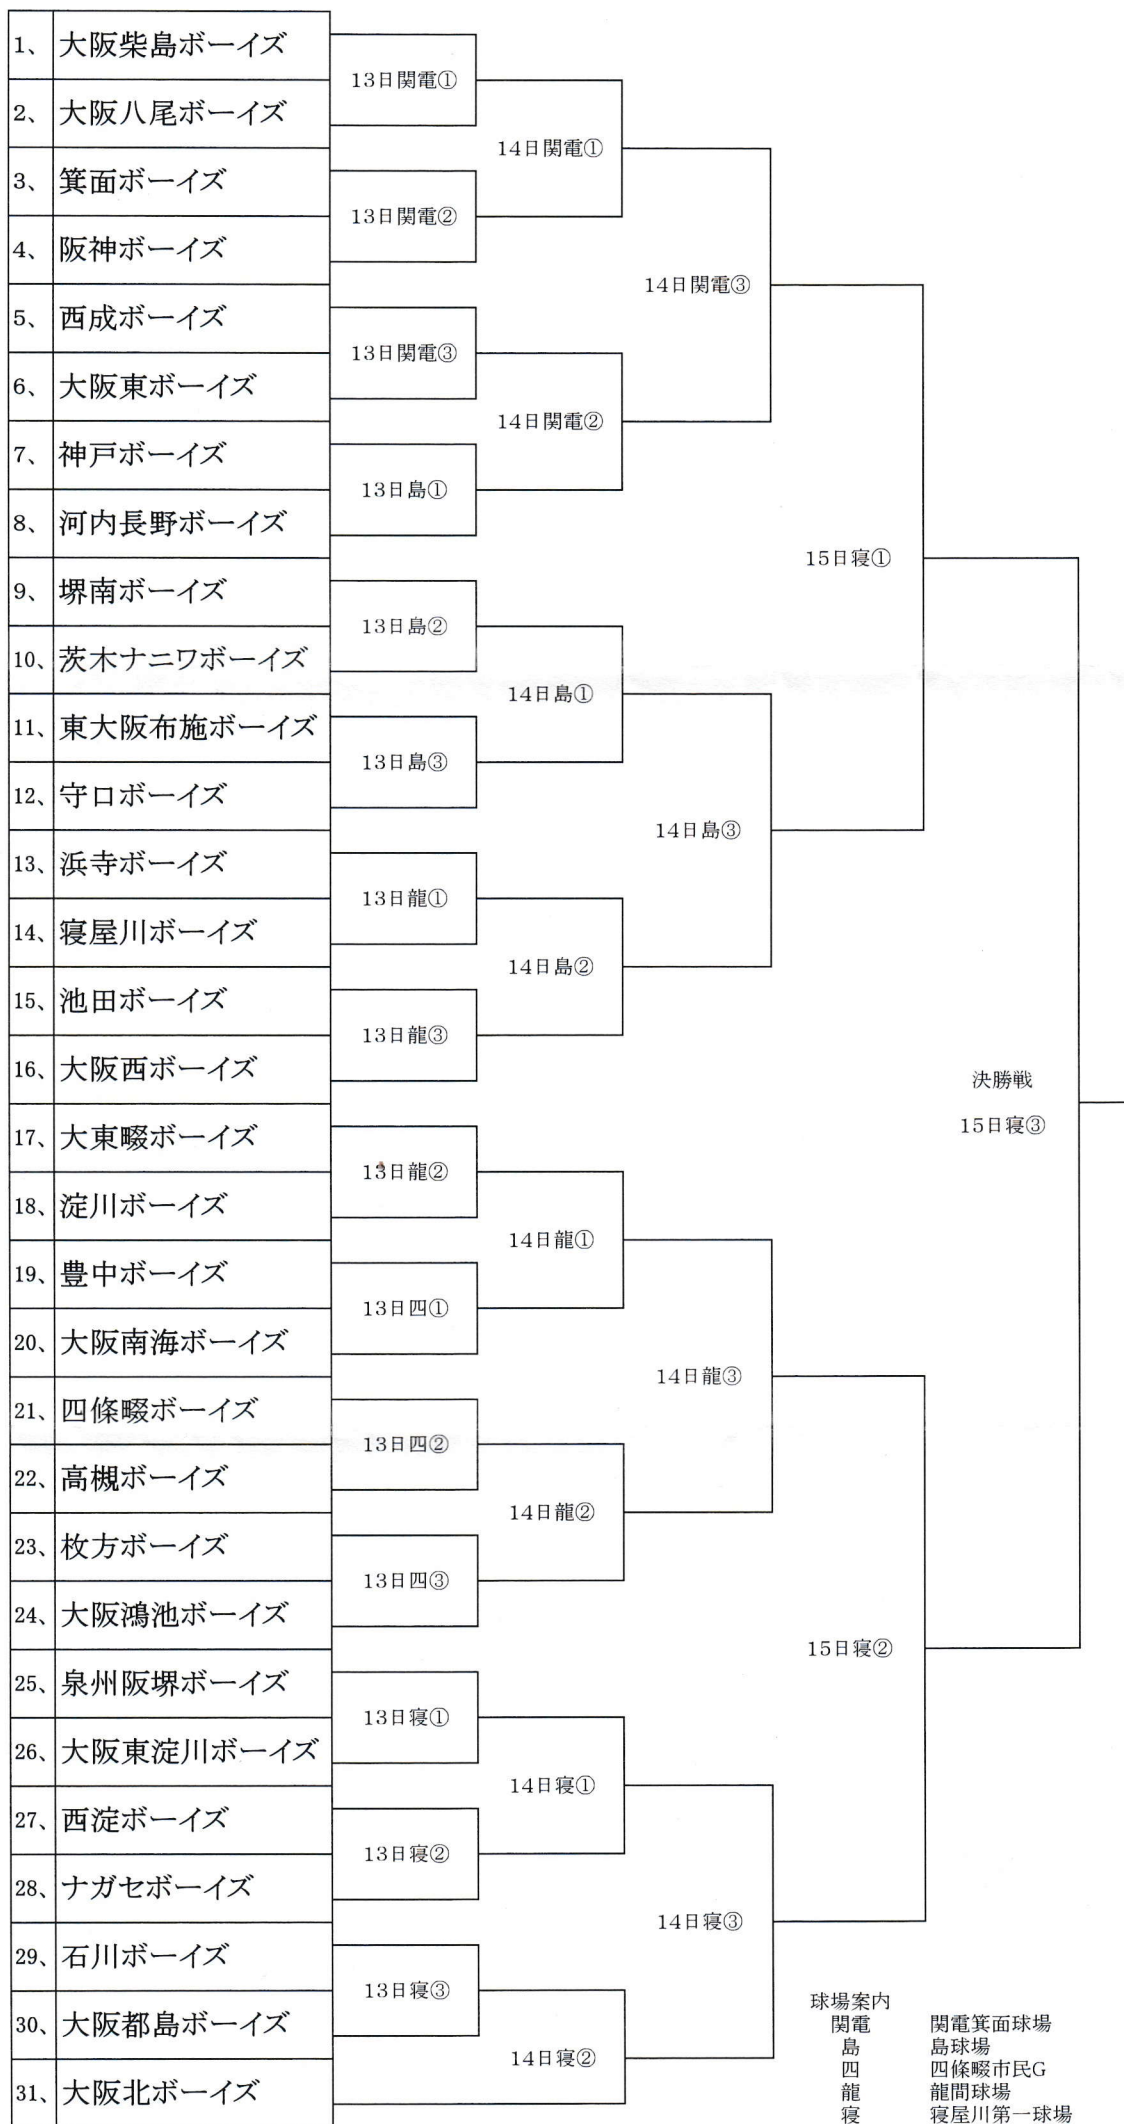 1、大阪柴島ボーイズ
2、大阪八尾ボーイズ
3、箕面ボーイズ
4、阪神ボーイズ
5、西成ボーイズ
6、大阪東ボーイズ
7、神戸ボーイズ
8、河内長野ボーイズ
9、堺南ボーイズ
10、茨木ナニワボーイズ
11、東大阪布施ボーイズ
12、守口ボーイズ
13、浜寺ボーイズ
14、寝屋川ボーイズ
15、池田ボーイズ
16、大阪西ボーイズ
17、大東畷ボーイズ
18、淀川ボーイズ
19、豊中ボーイズ
20、大阪南海ボーイズ
21、四條畷ボーイズ
22、高槻ボーイズ
23、枚方ボーイズ
24、大阪鴻池ボーイズ
25、泉州阪堺ボーイズ
26、大阪東淀川ボーイズ
27、西淀ボーイズ
28、ナガセボーイズ
29、石川ボーイズ
30、大阪都島ボーイズ
31、大阪北ボーイズ
13日関電①
13日関電②
13日関電③
13日島①
13日島②
13日島③
13日龍①
13日龍③
13日龍②
13日四①
13日四②
13日四③
13日寝①
13日寝②
13日寝③
14日関電①
14日関電②
14日島①
14日島②
14日龍①
14日龍②
14日寝①
14日寝②
14日関電③
14日島③
14日龍③
14日寝③
15日寝①
15日寝②
決勝戦
15日寝③
球場案内
関電 関電箕面球場
島 島球場
四 四條畷市民G
龍 龍間球場
寝 寝屋川第一球場